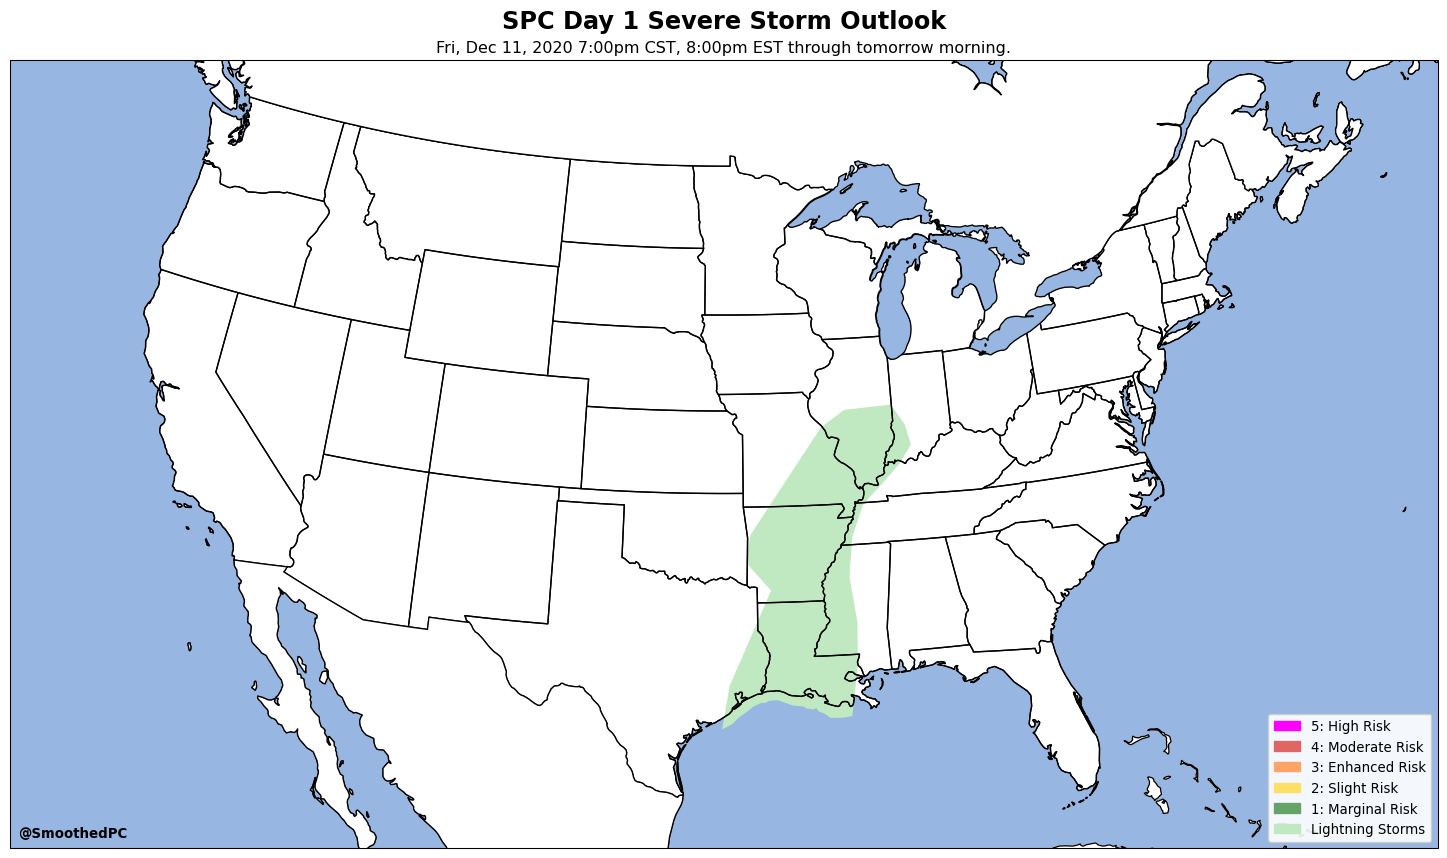 SPC Day 1 Severe Storm Outlook
Fri, Dec 11, 2020 7:00pm CST, 8:00pm EST through tomorrow morning.
5: High Risk
4: Moderate Risk
3: Enhanced Risk
2: Slight Risk
1: Marginal Risk
Lightning Storms
@SmoothedPC